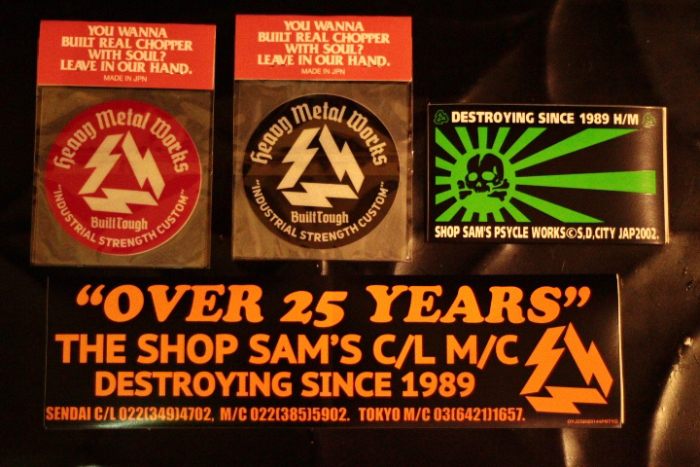 YOU WANNA
BUILT REAL CHOPPER
WITH SOUL?
LEAVE IN OUR HAND.
MADE IN JPN
Heavy Metal Works
Built Tough
"INDUSTRIAL STRENGTH CUSTOM"
YOU WANNA
BUILT REAL CHOPPER
WITH SOUL?
LEAVE IN OUR HAND.
MADE IN JPN
Heavy Metal Works
Built Tough
"INDUSTRIAL STRENGTH CUSTOM"
DESTROYING SINCE 1989 H/M
SHOP SAM'S PSYCLE WORKS©S,D,CITY JAP2002.
“OVER 25 YEARS”
THE SHOP SAM'S C/L M/C
DESTROYING SINCE 1989
SENDAI C/L 022(349)4702, M/C 022(385)5902. TOKYO M/C 03(6421)1657.